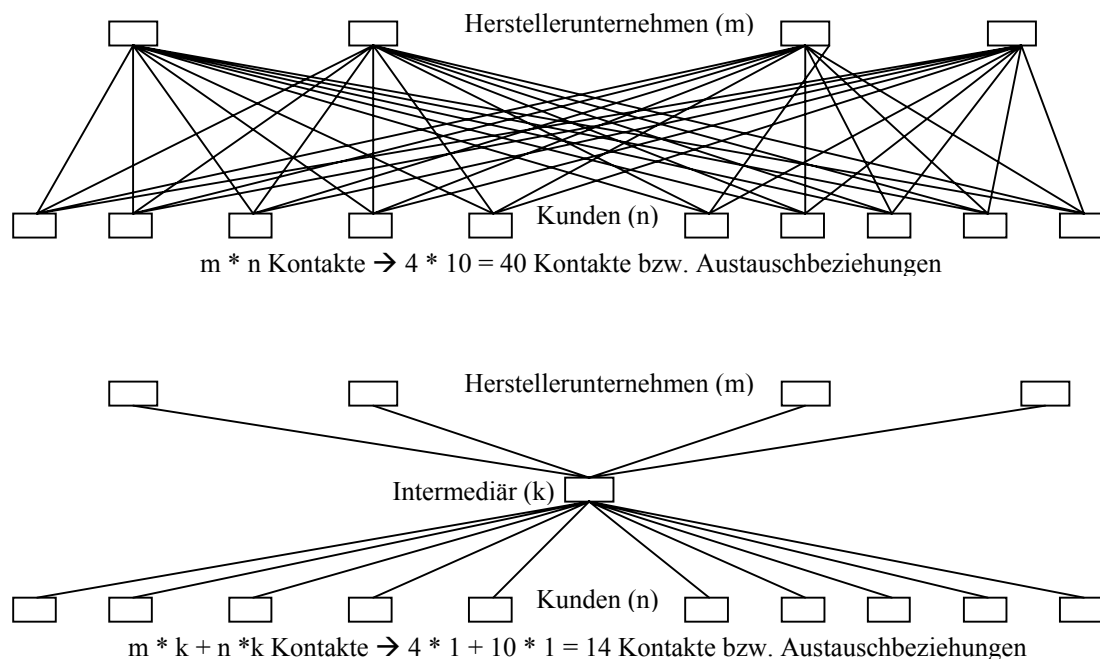 Herstellerunternehmen (m)
Kunden (n)
m * n Kontakte → 4 * 10 = 40 Kontakte bzw. Austauschbeziehungen
Herstellerunternehmen (m)
Intermediär (k)
Kunden (n)
m * k + n *k Kontakte → 4 * 1 + 10 * 1 = 14 Kontakte bzw. Austauschbeziehungen